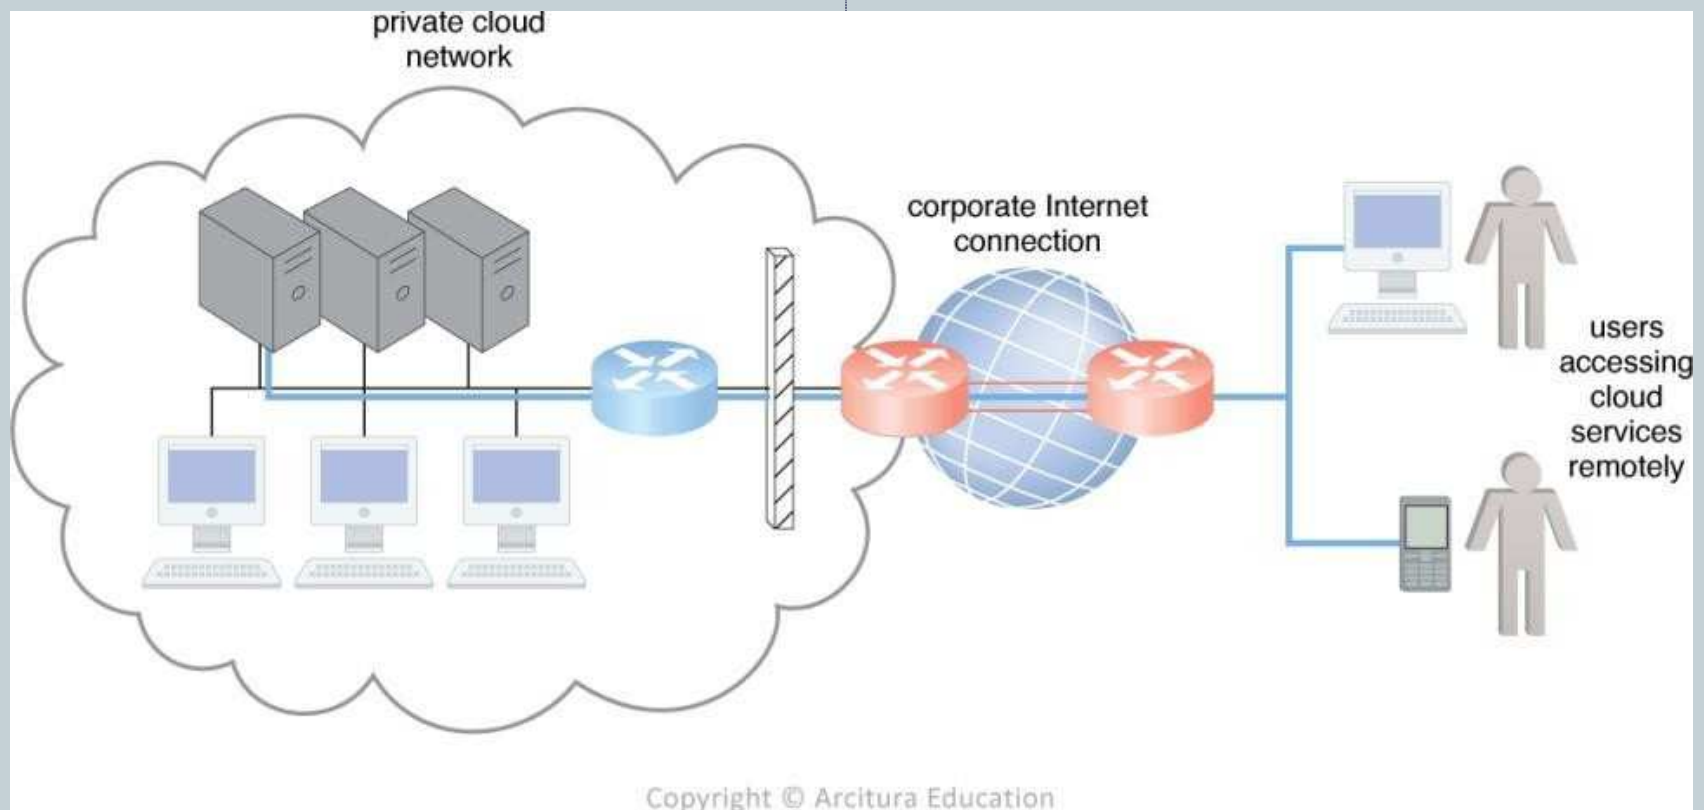 private cloud
network
corporate Internet
connection
users
accessing
cloud
services
remotely
Copyright © Arcitura Education